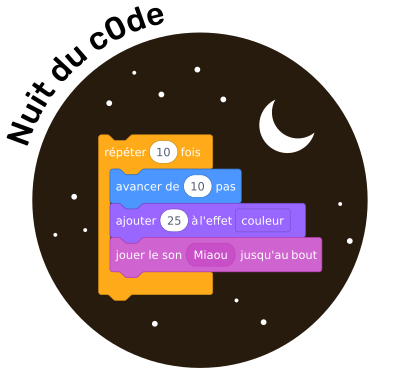 Nuit du c0de
répéter 10 fois
avancer de 10 pas
ajouter 25 à l'effet couleur
jouer le son Miaou jusqu'au bout